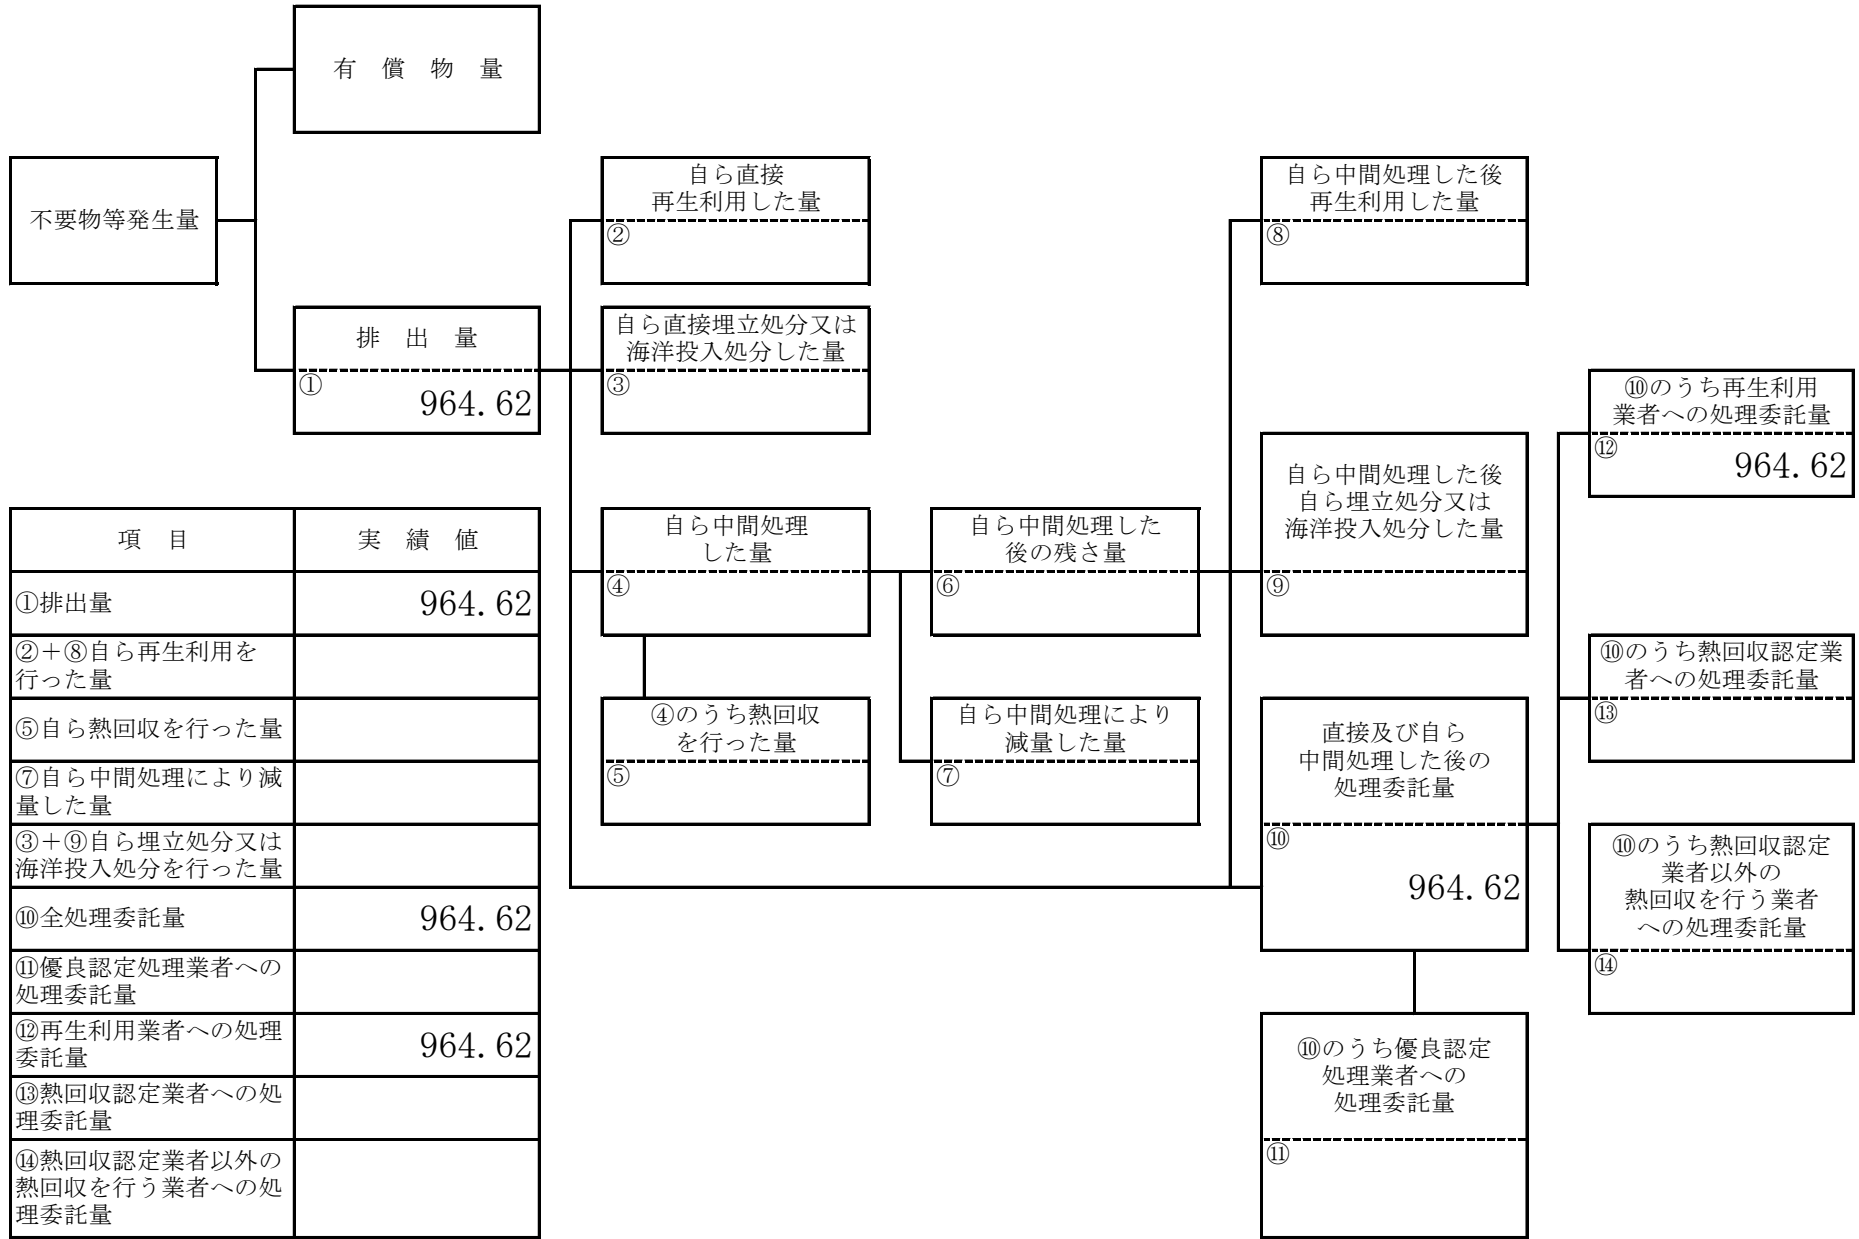 有 償 物 量
不要物等発生量
排 出 量
①
964.62
自ら直接
再生利用した量
②
自ら直接埋立処分又は
海洋投入処分した量
③
自ら中間処理
した量
④
④のうち熱回収
を行った量
⑤
自ら中間処理した
後の残さ量
⑥
自ら中間処理により
減量した量
⑦
自ら中間処理した後
再生利用した量
⑧
自ら中間処理した後
自ら埋立処分又は
海洋投入処分した量
⑨
直接及び自ら
中間処理した後の
処理委託量
⑩
964.62
⑩のうち優良認定
処理業者への
処理委託量
⑪
⑩のうち再生利用
業者への処理委託量
⑫
964.62
⑩のうち熱回収認定業
者への処理委託量
⑬
⑩のうち熱回収認定
業者以外の
熱回収を行う業者
への処理委託量
⑭
項 目
実 績 値
①排出量
964.62
②＋⑧自ら再生利用を
行った量
⑤自ら熱回収を行った量
⑦自ら中間処理により減
量した量
③＋⑨自ら埋立処分又は
海洋投入処分を行った量
⑩全処理委託量
964.62
⑪優良認定処理業者への
処理委託量
⑫再生利用業者への処理
委託量
964.62
⑬熱回収認定業者への処
理委託量
⑭熱回収認定業者以外の
熱回収を行う業者への処
理委託量